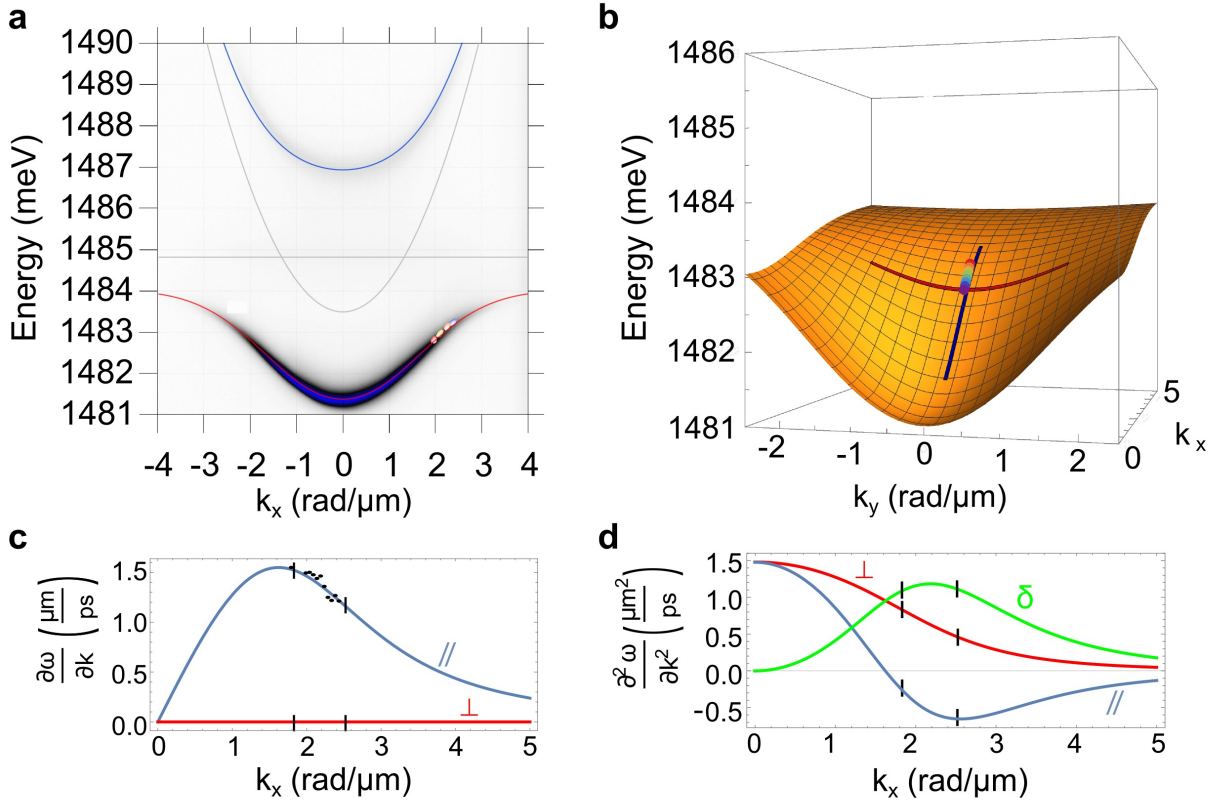 a
1490
1489
1488
1487
1486
1485
1484
1483
1482
1481
Energy (meV)
-4 -3 -2 -1 0 1 2 3 4
kx (rad/µm)
b
1486
1485
1484
1483
1482
1481
Energy (meV)
-2 -1 0 1 2
ky (rad/µm)
0 5
kx
c
1.5
1.0
0.5
0.0
∂ω/∂k (µm/ps)
//
⊥
0 1 2 3 4 5
kx (rad/µm)
d
1.5
1.0
0.5
0.0
-0.5
∂²ω/∂k² (µm²/ps)
⊥
δ
//
0 1 2 3 4 5
kx (rad/µm)